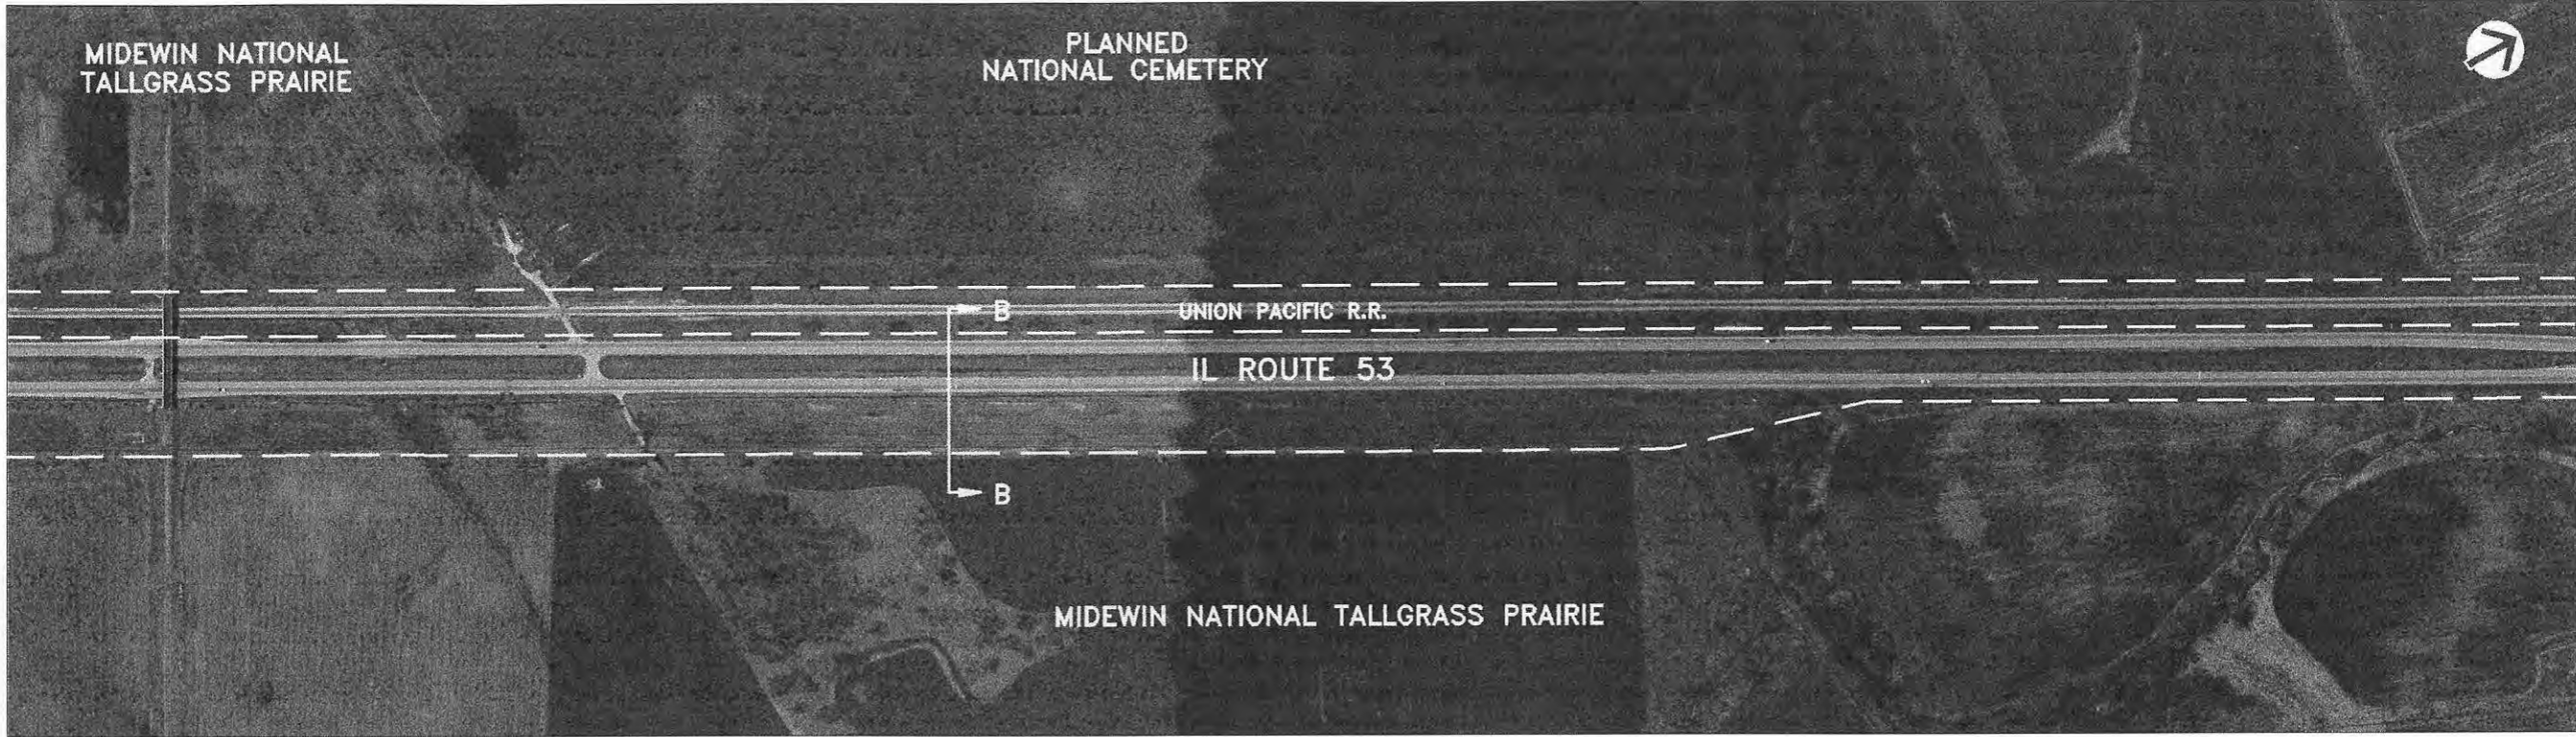 MIDEWIN NATIONAL
TALLGRASS PRAIRIE
PLANNED
NATIONAL CEMETERY
B
UNION PACIFIC R.R.
IL ROUTE 53
B
MIDEWIN NATIONAL TALLGRASS PRAIRIE